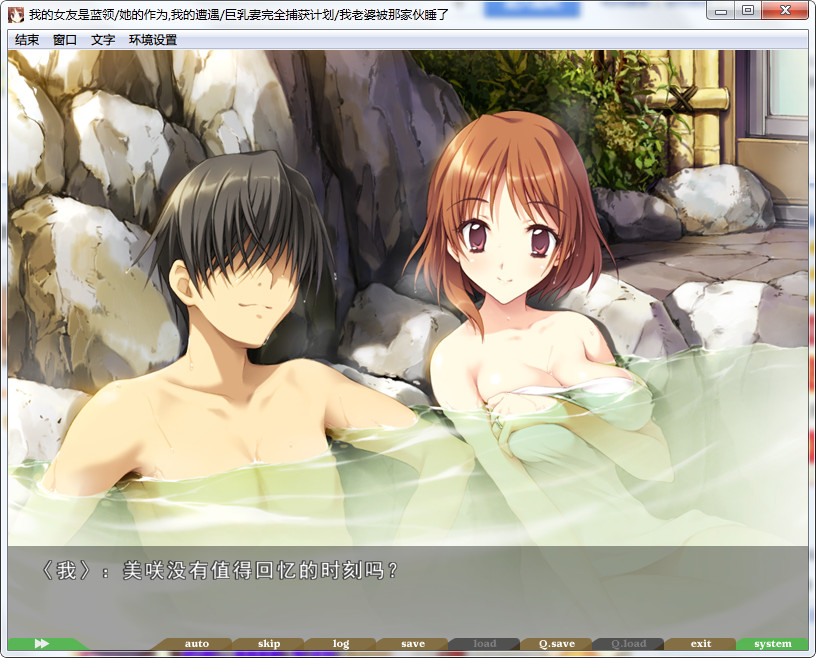 我的女友是蓝领/她的作为,我的遭遇/巨乳妻完全捕获计划/我老婆被那家伙睡了
结束 窗口 文字 环境设置
《我》：美咲没有值得回忆的时刻吗？
auto skip log save load Q.save Q.load exit system